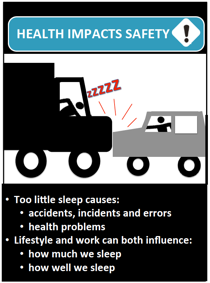 HEALTH IMPACTS SAFETY
!
zzzzz
• Too little sleep causes:
• accidents, incidents and errors
• health problems
• Lifestyle and work can both influence:
• how much we sleep
• how well we sleep